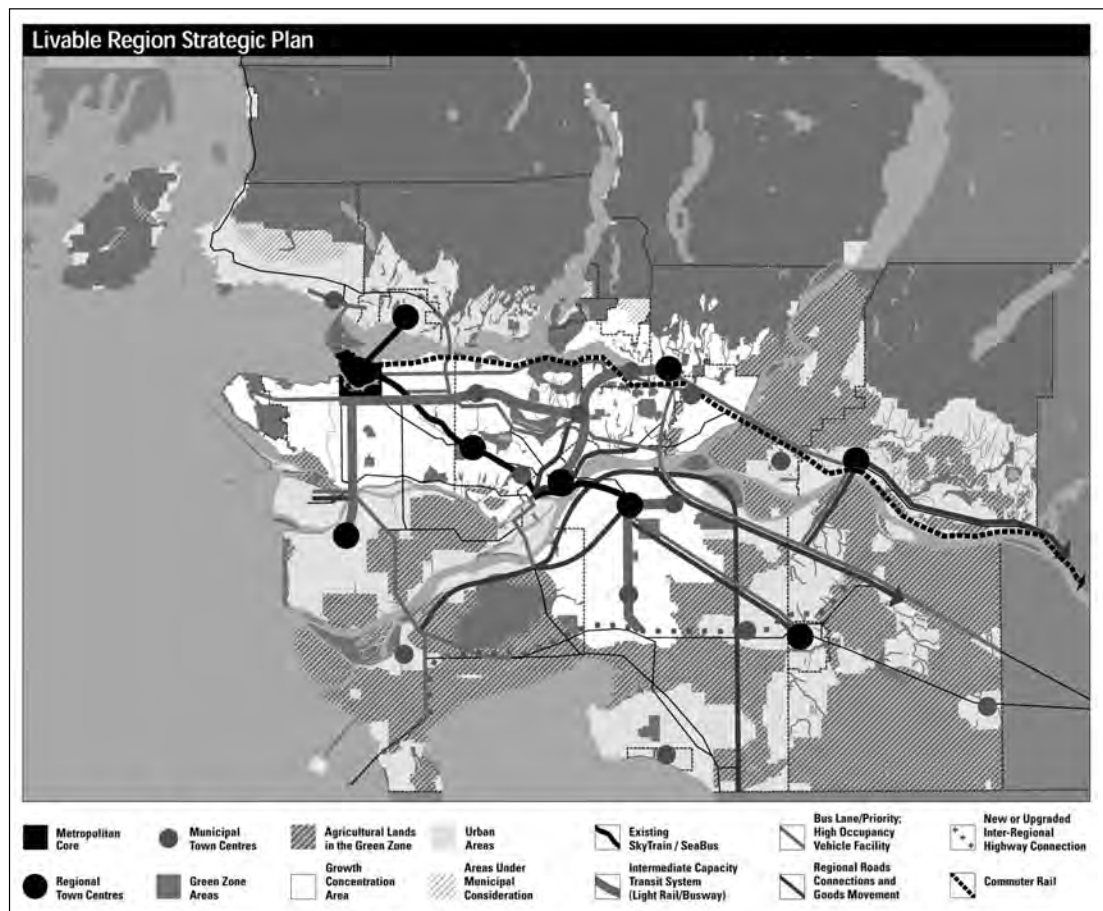 Livable Region Strategic Plan
Metropolitan
Core
Municipal
Town Centres
Agricultural Lands
in the Green Zone
Urban
Areas
Existing
SkyTrain / SeaBus
Bus Lane/Priority;
High Occupancy
Vehicle Facility
New or Upgraded
Inter-Regional
Highway Connection
Regional
Town Centres
Green Zone
Areas
Growth
Concentration
Area
Areas Under
Municipal
Consideration
Intermediate Capacity
Transit System
(Light Rail/Busway)
Regional Roads
Connections and
Goods Movement
Commuter Rail